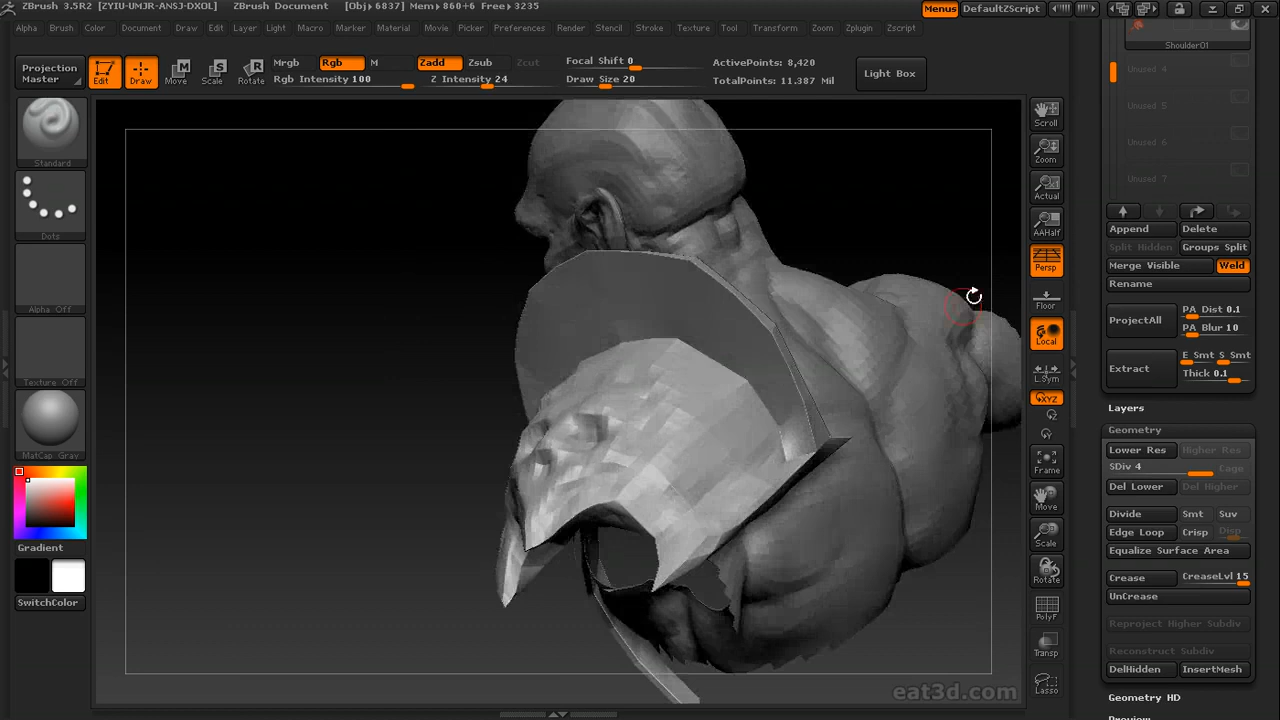 ZBrush 3.5R2 [ZYIU-UMJR-ANSJ-DXOL] ZBrush Document [Obj▸6837] Mem▸860+6 Free▸3235
Menus DefaultZScript
Alpha Brush Color Document Draw Edit Layer Light Macro Marker Material Movie Picker Preferences Render Stencil Stroke Texture Tool Transform Zoom Zplugin Zscript
Projection
Master
Edit
Draw
Move
Scale
Rotate
Mrgb
Rgb
M
Rgb Intensity 100
Zadd
Zsub
Zcut
Z Intensity 24
Focal Shift 0
Draw Size 20
ActivePoints: 8,420
TotalPoints: 11.387 Mil
Light Box
Standard
Dots
Alpha Off
Texture Off
MatCap Gray
Gradient
SwitchColor
Scroll
Zoom
Actual
AAHalf
Persp
Floor
Local
L.Sym
XYZ
Z
Y
Frame
Move
Scale
Rotate
PolyF
Transp
Lasso
Shoulder01
Unused 4
Unused 5
Unused 6
Unused 7
Append Delete
Split Hidden Groups Split
Merge Visible Weld
Rename
ProjectAll
PA Dist 0.1
PA Blur 10
Extract
E Smt S Smt
Thick 0.1
Layers
Geometry
Lower Res Higher Res
SDiv 4 Cage
Del Lower Del Higher
Divide Smt Suv
Edge Loop Crisp Disp
Equalize Surface Area
Crease CreaseLvl 15
UnCrease
Reproject Higher Subdiv
Reconstruct Subdiv
DelHidden InsertMesh
Geometry HD
eat3d.com